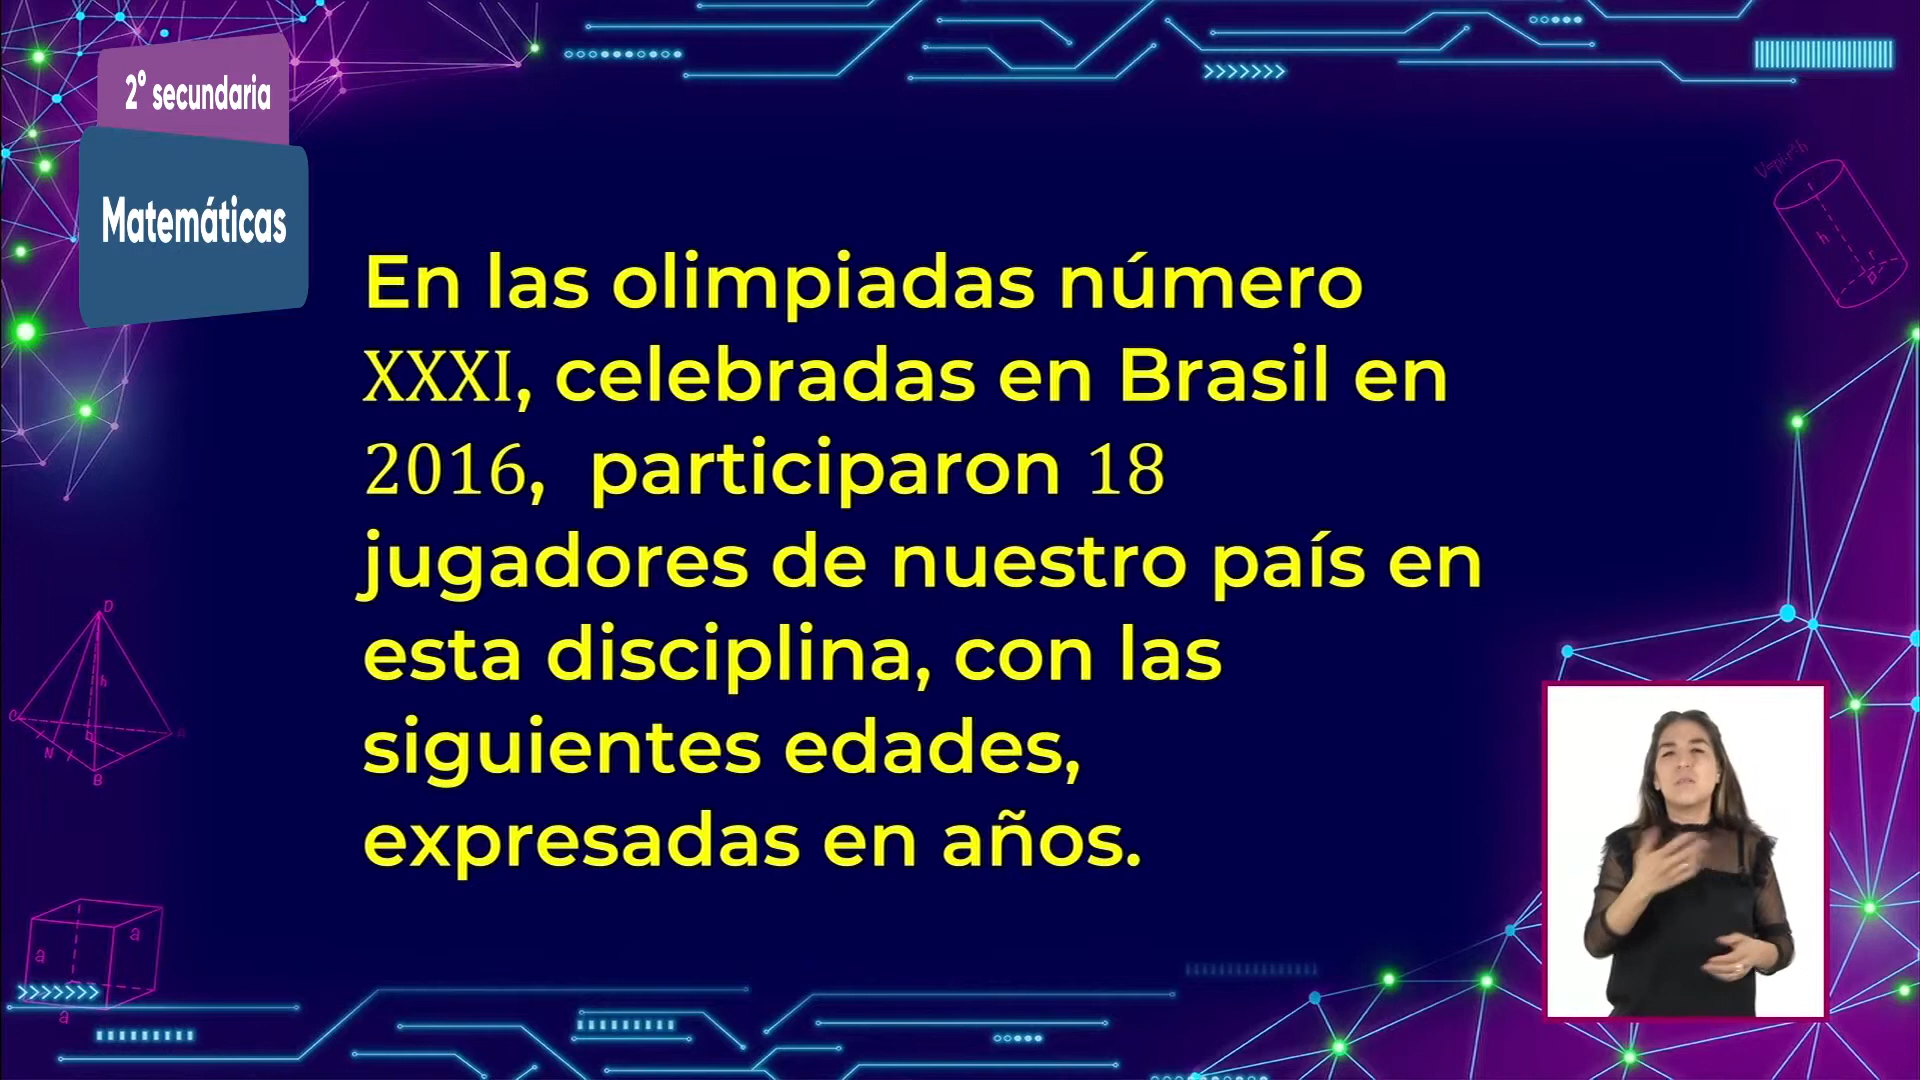 2° secundaria
Matemáticas
En las olimpiadas número
XXXI, celebradas en Brasil en
2016, participaron 18
jugadores de nuestro país en
esta disciplina, con las
siguientes edades,
expresadas en años.
D
h
C
A
N
B
a
a
a
h
r